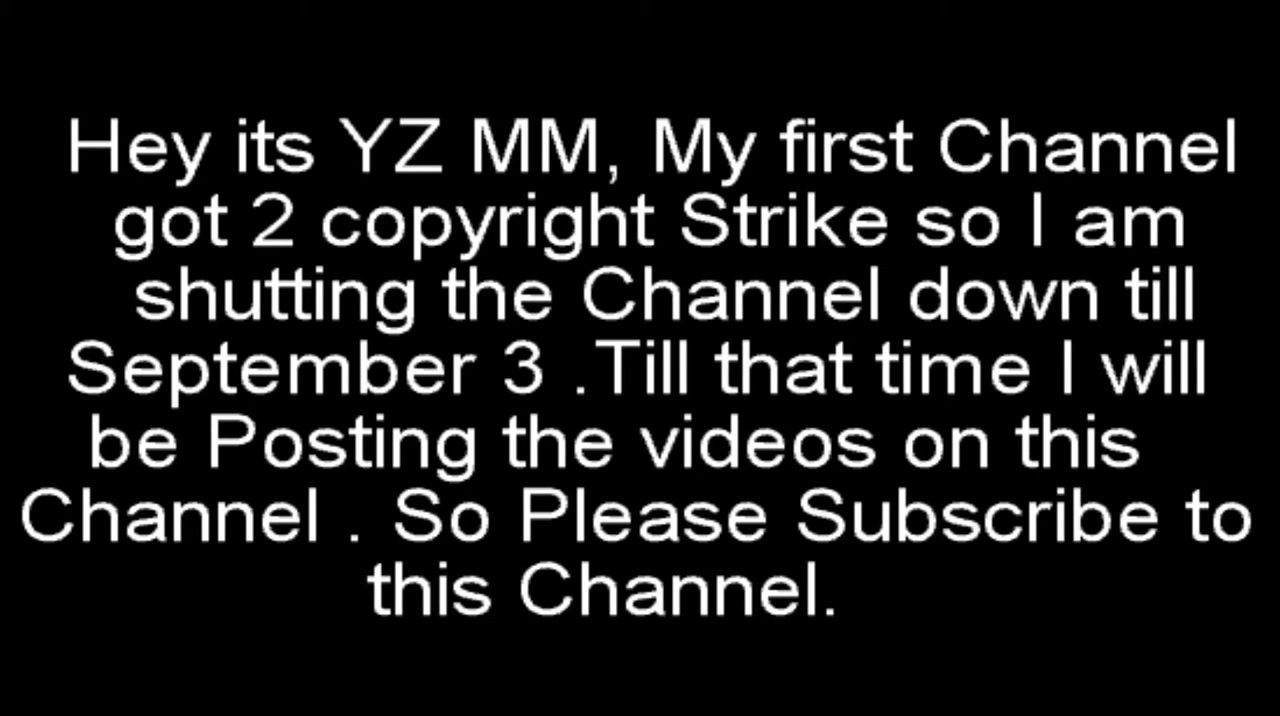 Hey its YZ MM, My first Channel
got 2 copyright Strike so I am
shutting the Channel down till
September 3 .Till that time I will
be Posting the videos on this
Channel . So Please Subscribe to
this Channel.